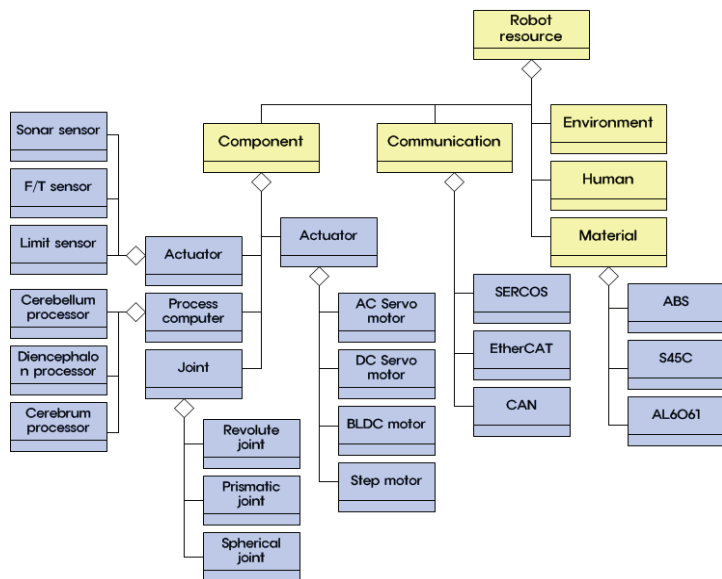 Robot
resource
Component
Communication
Environment
Human
Material
Sonar sensor
F/T sensor
Limit sensor
Actuator
Actuator
Cerebellum
processor
Process
computer
Diencephalo
n processor
Joint
Cerebrum
processor
Revolute
joint
Prismatic
joint
Spherical
joint
AC Servo
motor
DC Servo
motor
BLDC motor
Step motor
SERCOS
EtherCAT
CAN
ABS
S45C
AL6O61